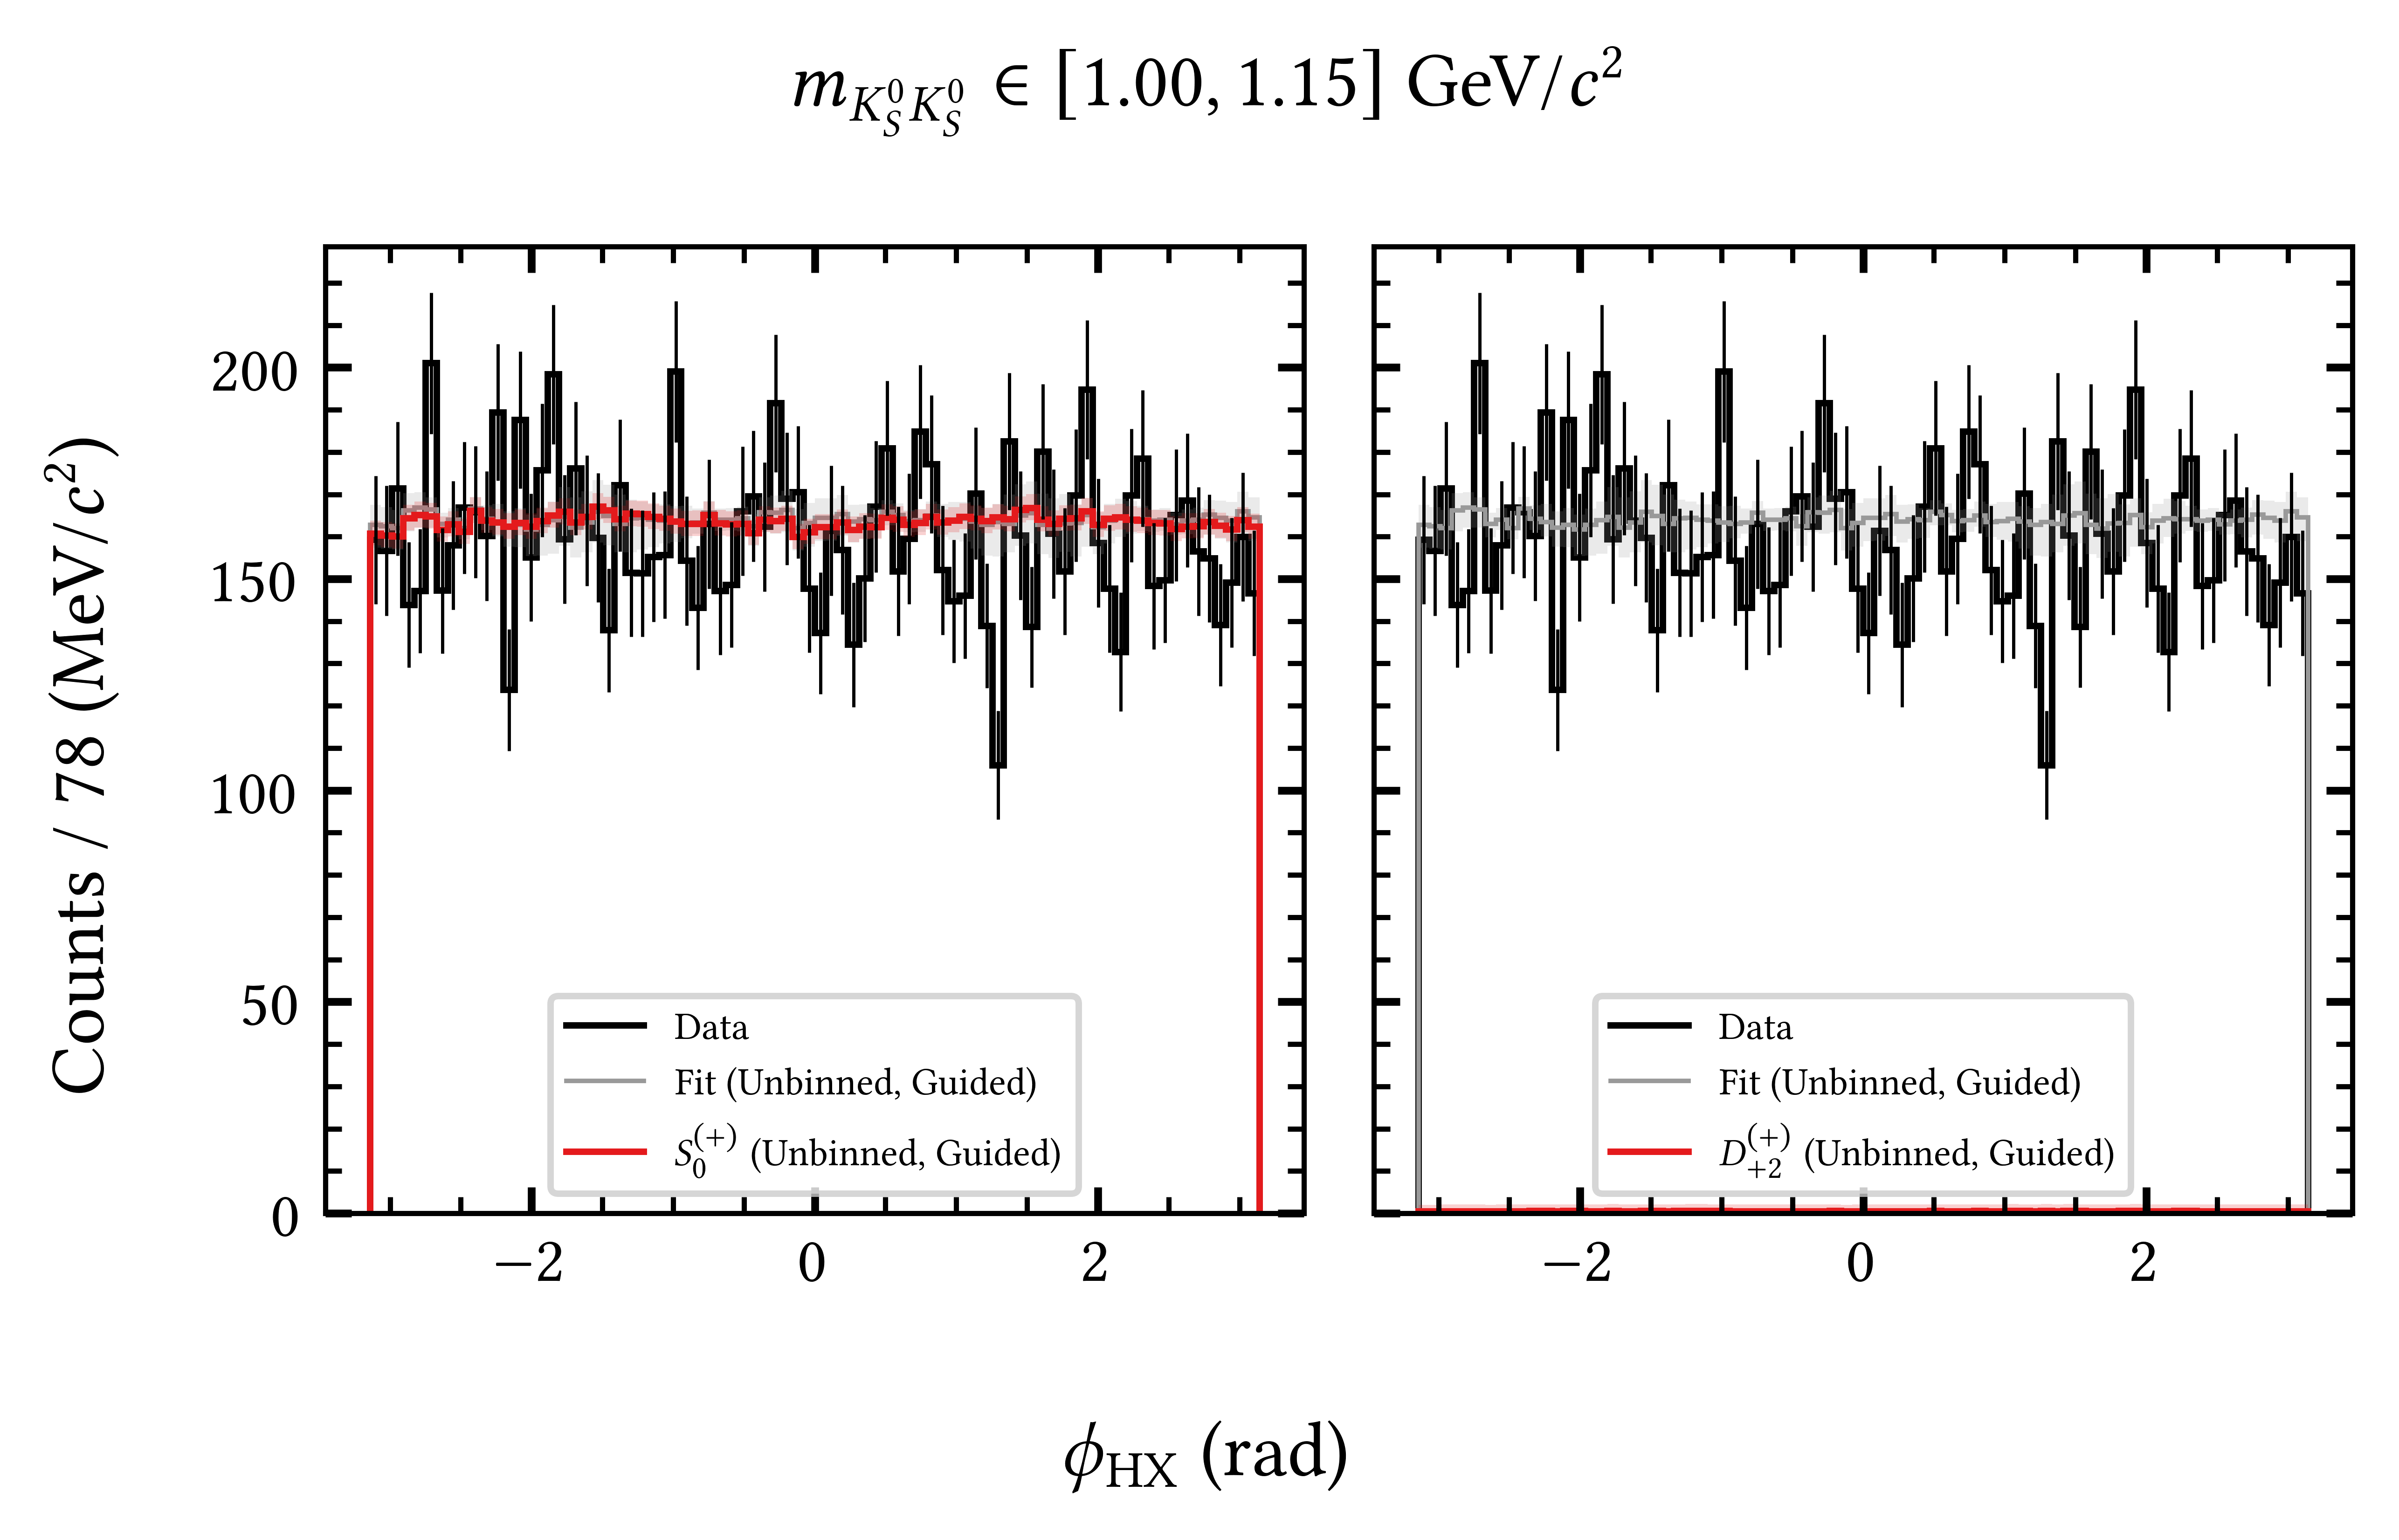 m_{K_S^0 K_S^0} ∈ [1.00, 1.15] GeV/c²
Counts / 78 (MeV/c²)
200
150
100
50
0
Data
Fit (Unbinned, Guided)
S_0^{(+)} (Unbinned, Guided)
−2
0
2
Data
Fit (Unbinned, Guided)
D_{+2}^{(+)} (Unbinned, Guided)
−2
0
2
ϕ_{HX} (rad)